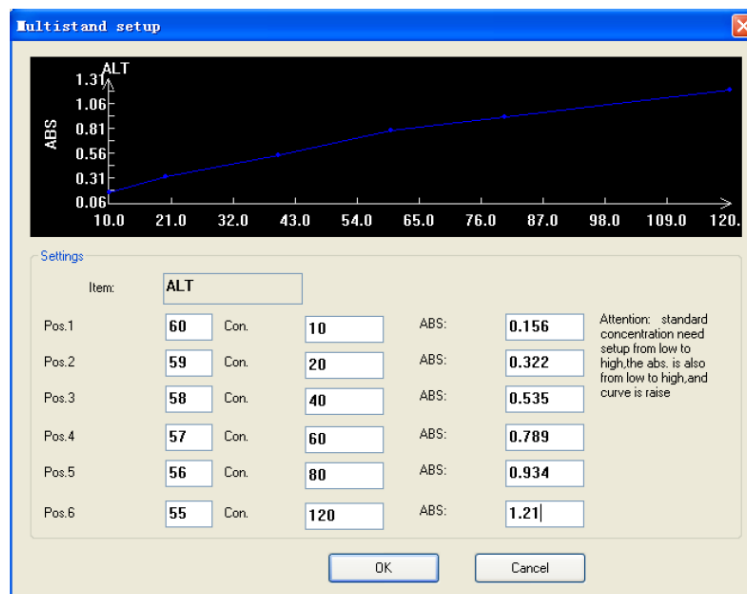 Multistand setup
ALT
1.31
1.06
0.81
0.56
0.31
0.06
ABS
10.0 21.0 32.0 43.0 54.0 65.0 76.0 87.0 98.0 109.0 120.
Settings
Item: ALT
Pos.1 60 Con. 10 ABS: 0.156
Pos.2 59 Con. 20 ABS: 0.322
Pos.3 58 Con. 40 ABS: 0.535
Pos.4 57 Con. 60 ABS: 0.789
Pos.5 56 Con. 80 ABS: 0.934
Pos.6 55 Con. 120 ABS: 1.21
Attention: standard
concentration need
setup from low to
high,the abs. is also
from low to high,and
curve is raise
OK Cancel